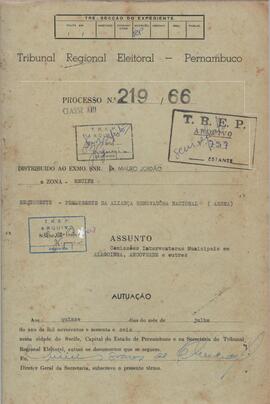 TRE - SECÇÃO DO EXPEDIENTE
Tribunal Regional Eleitoral - Pernambuco
PROCESSO N.º 219 / 66
CLASSE XIII
T. R. E. P.
ARQUIVO
ESTANTE
DISTRIBUIDO AO EXMO. SNR. Dr. MAURO JORDÃO
ZONA - RECIFE
REQUERENTE - PRESIDENTE DA ALIANÇA RENOVADORA NACIONAL - ( ARENA)
T R E P
ARQUIVO
ASSUNTO
Comissões Interventoras Municipais em
ALAGOINHA, ARCOVERDE e outros
AUTUAÇÃO
Aos quinze dias do mês de julho
do ano de mil novecentos e sessenta e seis
nesta cidade do Recife, Capital do Estado de Pernambuco e na Secretaria do Tribunal
Regional Eleitoral, autuo os documentos que se seguem.
Eu,
Diretor Geral da Secretaria, subscrevo o presente têrmo.